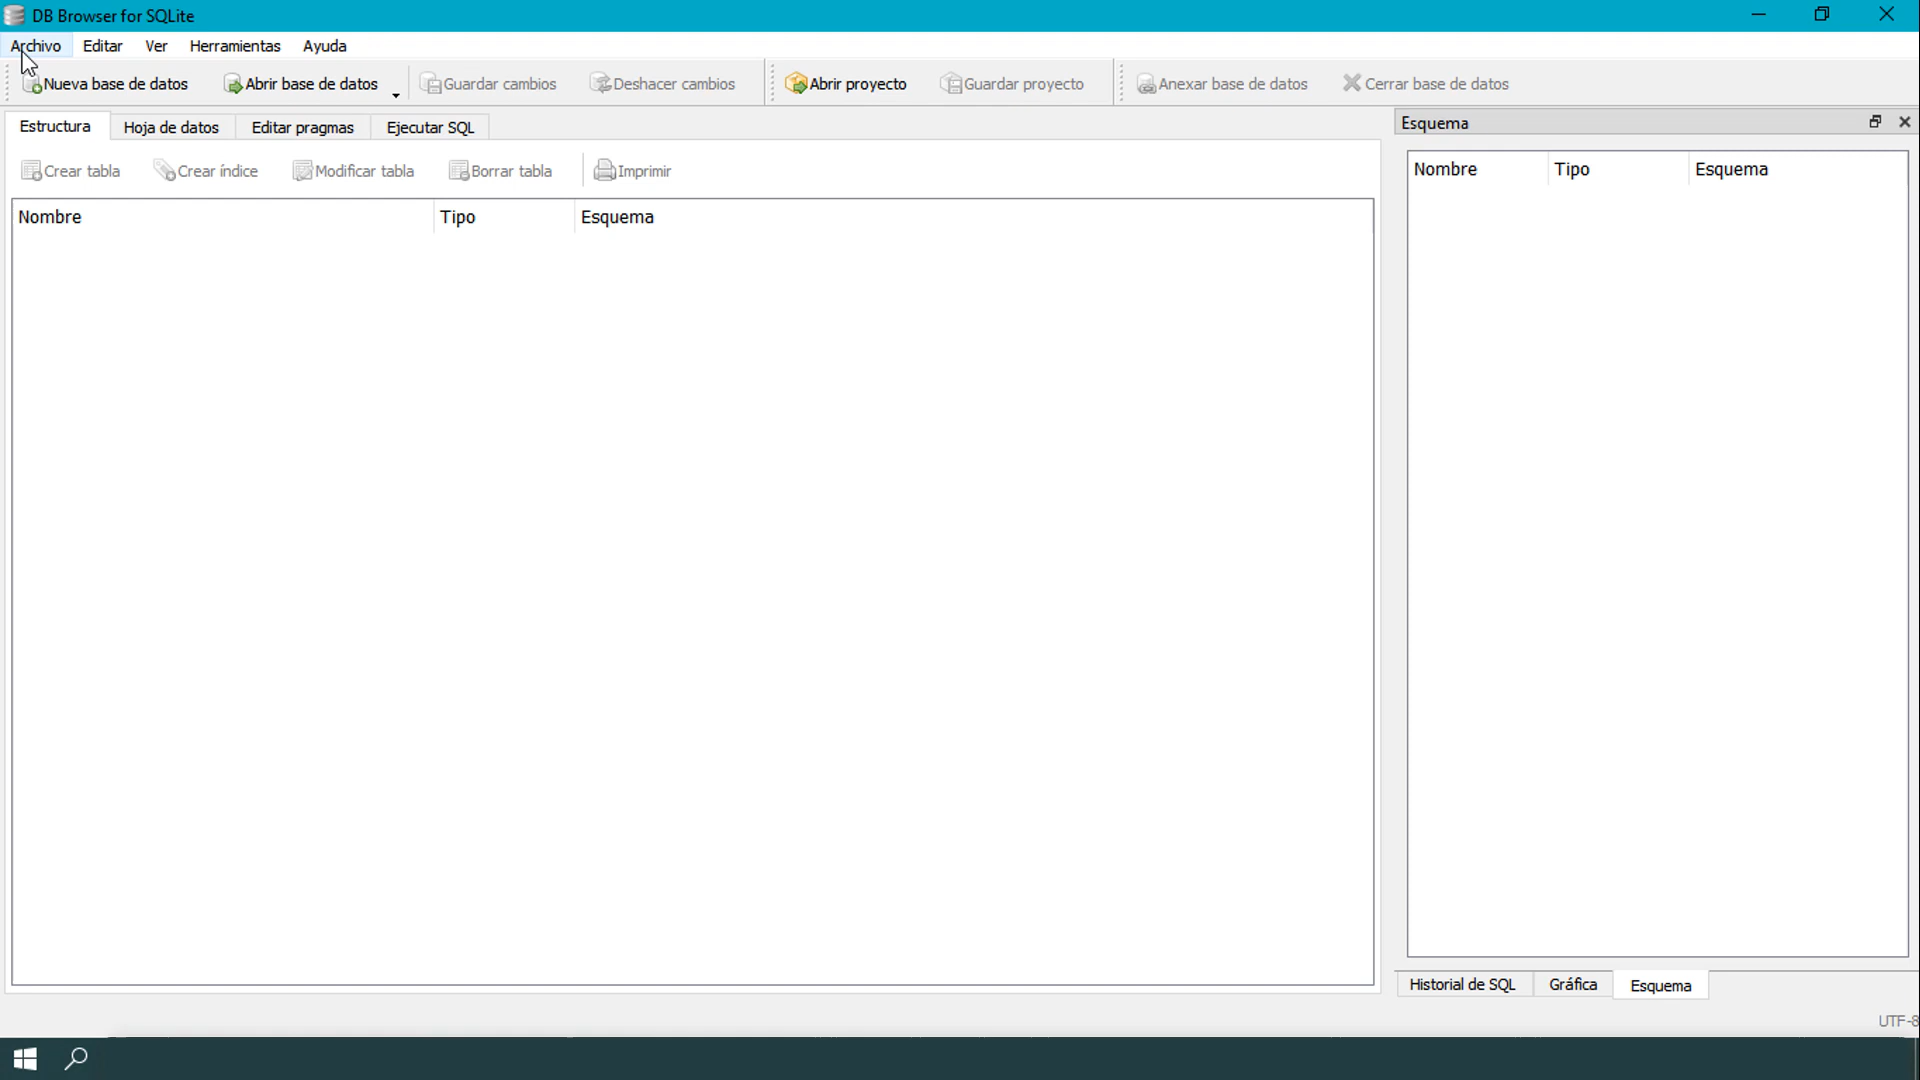 DB Browser for SQLite
Archivo Editar Ver Herramientas Ayuda
Nueva base de datos Abrir base de datos Guardar cambios Deshacer cambios Abrir proyecto Guardar proyecto Anexar base de datos Cerrar base de datos
Estructura Hoja de datos Editar pragmas Ejecutar SQL
Esquema
Crear tabla Crear índice Modificar tabla Borrar tabla Imprimir
Nombre Tipo Esquema
Nombre Tipo Esquema
Historial de SQL Gráfica Esquema
UTF-8